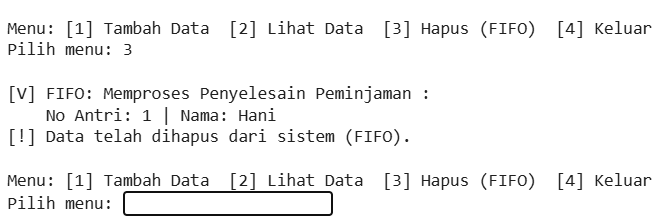 Menu: [1] Tambah Data  [2] Lihat Data  [3] Hapus (FIFO)  [4] Keluar
Pilih menu: 3

[V] FIFO: Memproses Penyelesain Peminjaman :
    No Antri: 1 | Nama: Hani
[!] Data telah dihapus dari sistem (FIFO).

Menu: [1] Tambah Data  [2] Lihat Data  [3] Hapus (FIFO)  [4] Keluar
Pilih menu: